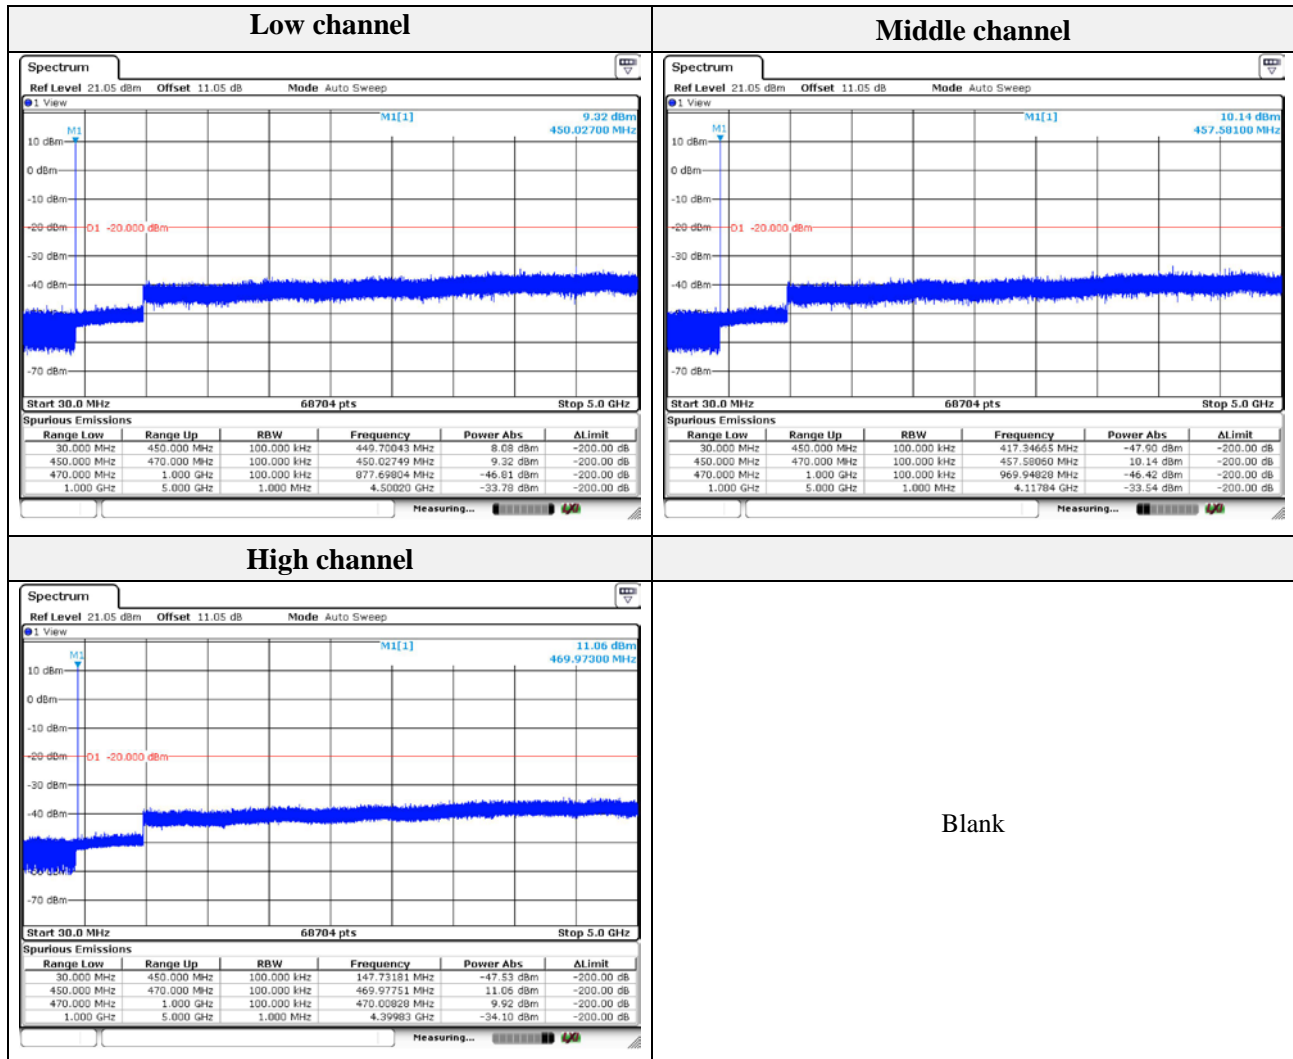 Low channel
Spectrum
Ref Level 21.05 dBm Offset 11.05 dB Mode Auto Sweep
1 View
M1[1] 9.32 dBm
450.02700 MHz
M1
10 dBm
0 dBm
-10 dBm
-20 dBm D1 -20.000 dBm
-30 dBm
-40 dBm
-70 dBm
Start 30.0 MHz 68704 pts Stop 5.0 GHz
Spurious Emissions
Range Low Range Up RBW Frequency Power Abs ΔLimit
30.000 MHz 450.000 MHz 100.000 kHz 449.70043 MHz 8.08 dBm -200.00 dB
450.000 MHz 470.000 MHz 100.000 kHz 450.02749 MHz 9.32 dBm -200.00 dB
470.000 MHz 1.000 GHz 100.000 kHz 877.69804 MHz -46.81 dBm -200.00 dB
1.000 GHz 5.000 GHz 1.000 MHz 4.50020 GHz -33.78 dBm -200.00 dB
Measuring...
Middle channel
Spectrum
Ref Level 21.05 dBm Offset 11.05 dB Mode Auto Sweep
1 View
M1[1] 10.14 dBm
457.58100 MHz
M1
10 dBm
0 dBm
-10 dBm
-20 dBm D1 -20.000 dBm
-30 dBm
-40 dBm
-70 dBm
Start 30.0 MHz 68704 pts Stop 5.0 GHz
Spurious Emissions
Range Low Range Up RBW Frequency Power Abs ΔLimit
30.000 MHz 450.000 MHz 100.000 kHz 417.34665 MHz -47.90 dBm -200.00 dB
450.000 MHz 470.000 MHz 100.000 kHz 457.58060 MHz 10.14 dBm -200.00 dB
470.000 MHz 1.000 GHz 100.000 kHz 969.94828 MHz -46.42 dBm -200.00 dB
1.000 GHz 5.000 GHz 1.000 MHz 4.11784 GHz -33.54 dBm -200.00 dB
Measuring...
High channel
Spectrum
Ref Level 21.05 dBm Offset 11.05 dB Mode Auto Sweep
1 View
M1[1] 11.06 dBm
469.97300 MHz
M1
10 dBm
0 dBm
-10 dBm
-20 dBm D1 -20.000 dBm
-30 dBm
-40 dBm
-70 dBm
Start 30.0 MHz 68704 pts Stop 5.0 GHz
Spurious Emissions
Range Low Range Up RBW Frequency Power Abs ΔLimit
30.000 MHz 450.000 MHz 100.000 kHz 147.73181 MHz -47.53 dBm -200.00 dB
450.000 MHz 470.000 MHz 100.000 kHz 469.97751 MHz 11.06 dBm -200.00 dB
470.000 MHz 1.000 GHz 100.000 kHz 470.00828 MHz 9.92 dBm -200.00 dB
1.000 GHz 5.000 GHz 1.000 MHz 4.39983 GHz -34.10 dBm -200.00 dB
Measuring...
Blank